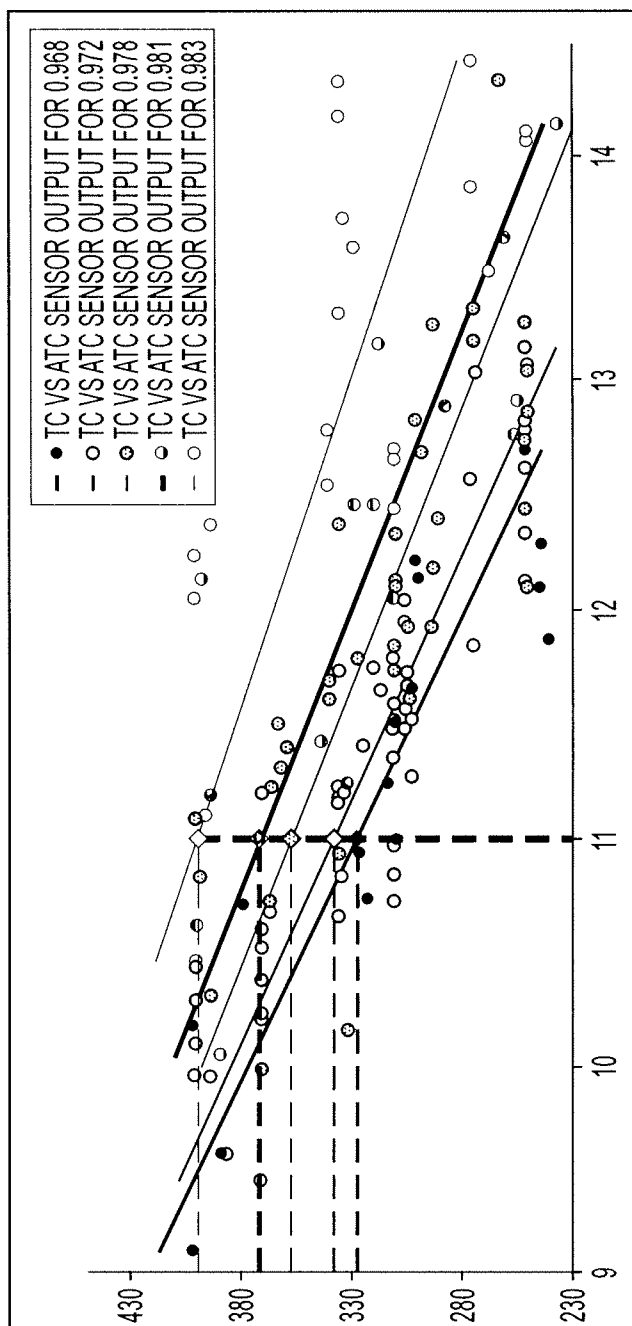 TC VS ATC SENSOR OUTPUT FOR 0.968
TC VS ATC SENSOR OUTPUT FOR 0.972
TC VS ATC SENSOR OUTPUT FOR 0.978
TC VS ATC SENSOR OUTPUT FOR 0.981
TC VS ATC SENSOR OUTPUT FOR 0.983
430
380
330
280
230
9
10
11
12
13
14